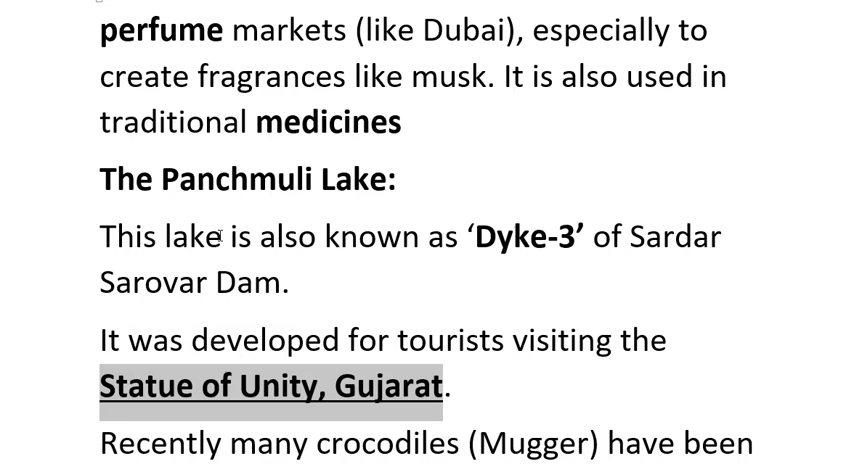 perfume markets (like Dubai), especially to
create fragrances like musk. It is also used in
traditional medicines
The Panchmuli Lake:
This lake is also known as ‘Dyke-3’ of Sardar
Sarovar Dam.
It was developed for tourists visiting the
Statue of Unity, Gujarat.
Recently many crocodiles (Mugger) have been